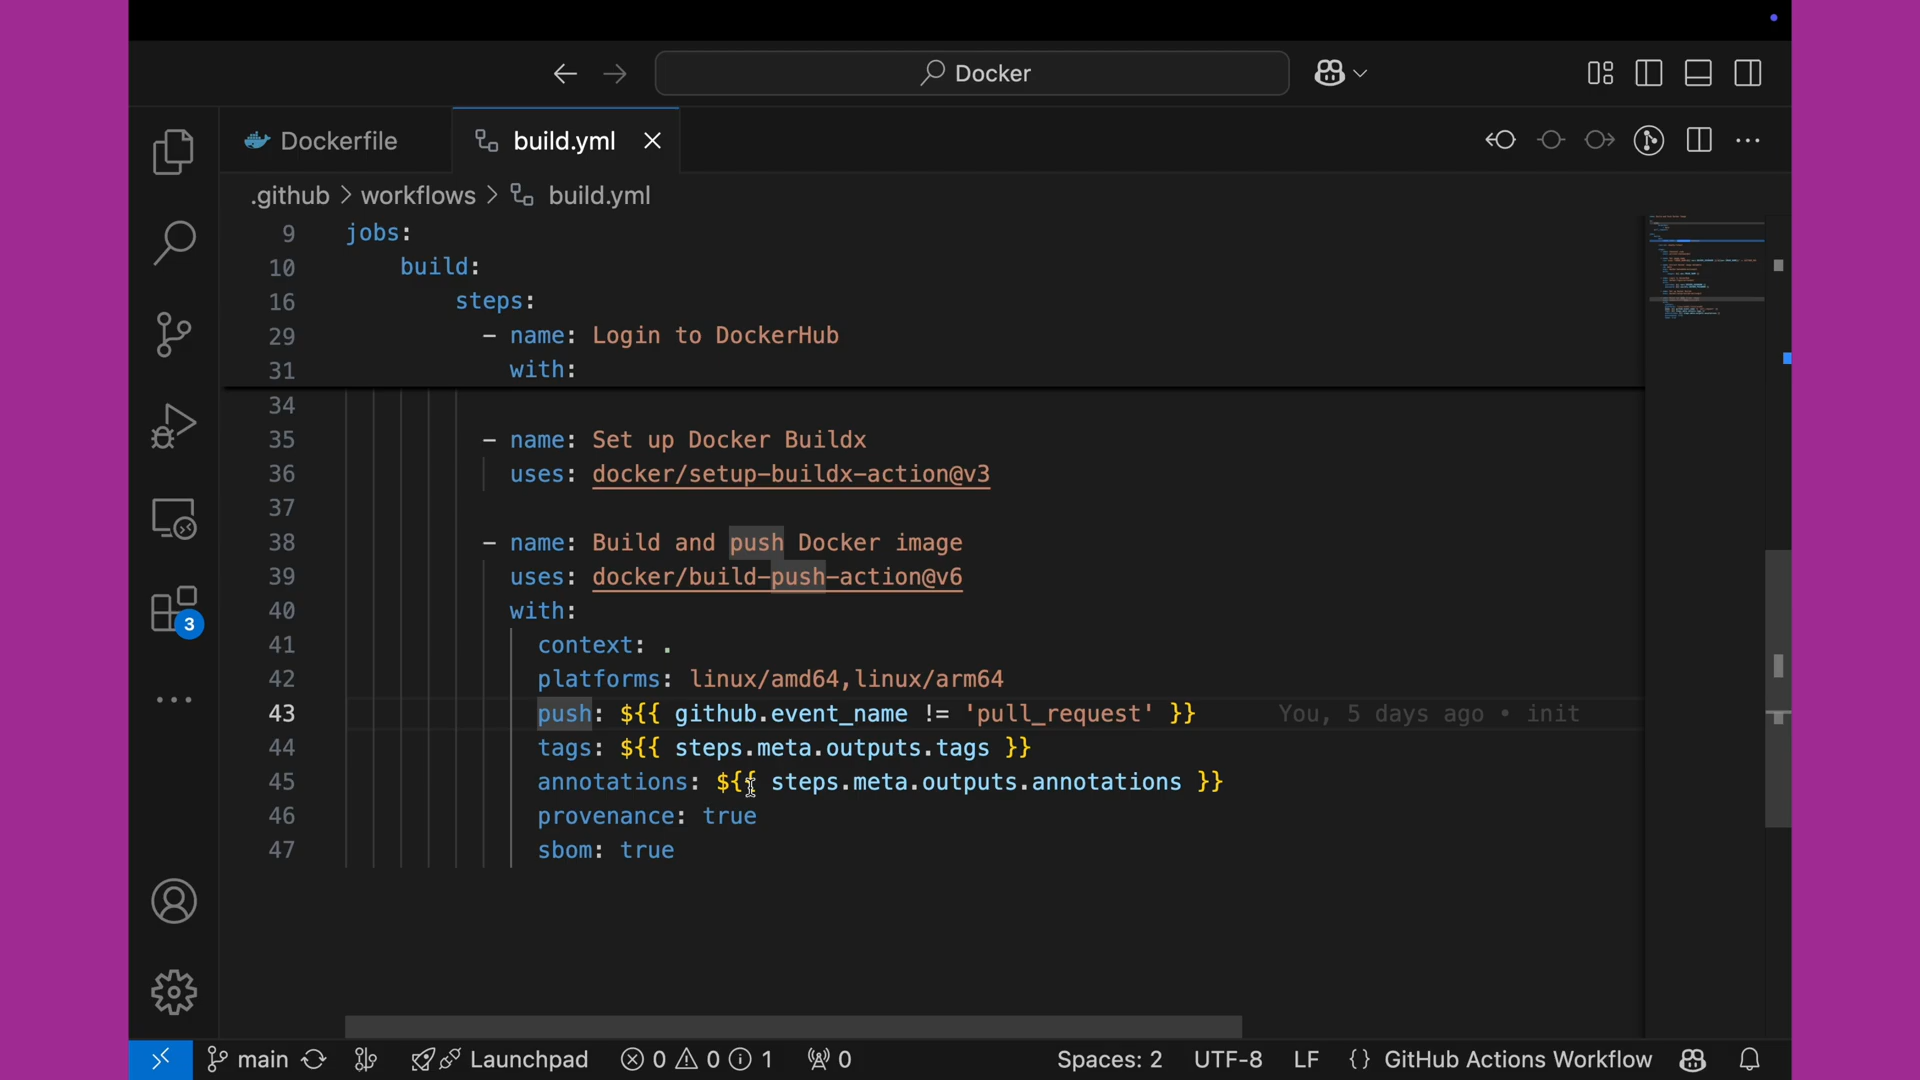 Docker
Dockerfile
build.yml
.github > workflows > build.yml
9 jobs:
10 build:
16 steps:
29 - name: Login to DockerHub
31 with:
34
35 - name: Set up Docker Buildx
36 uses: docker/setup-buildx-action@v3
37
38 - name: Build and push Docker image
39 uses: docker/build-push-action@v6
40 with:
41 context: .
42 platforms: linux/amd64,linux/arm64
43 push: ${{ github.event_name != 'pull_request' }} You, 5 days ago • init
44 tags: ${{ steps.meta.outputs.tags }}
45 annotations: ${{ steps.meta.outputs.annotations }}
46 provenance: true
47 sbom: true
3
main Launchpad 0 0 1 0 Spaces: 2 UTF-8 LF {} GitHub Actions Workflow